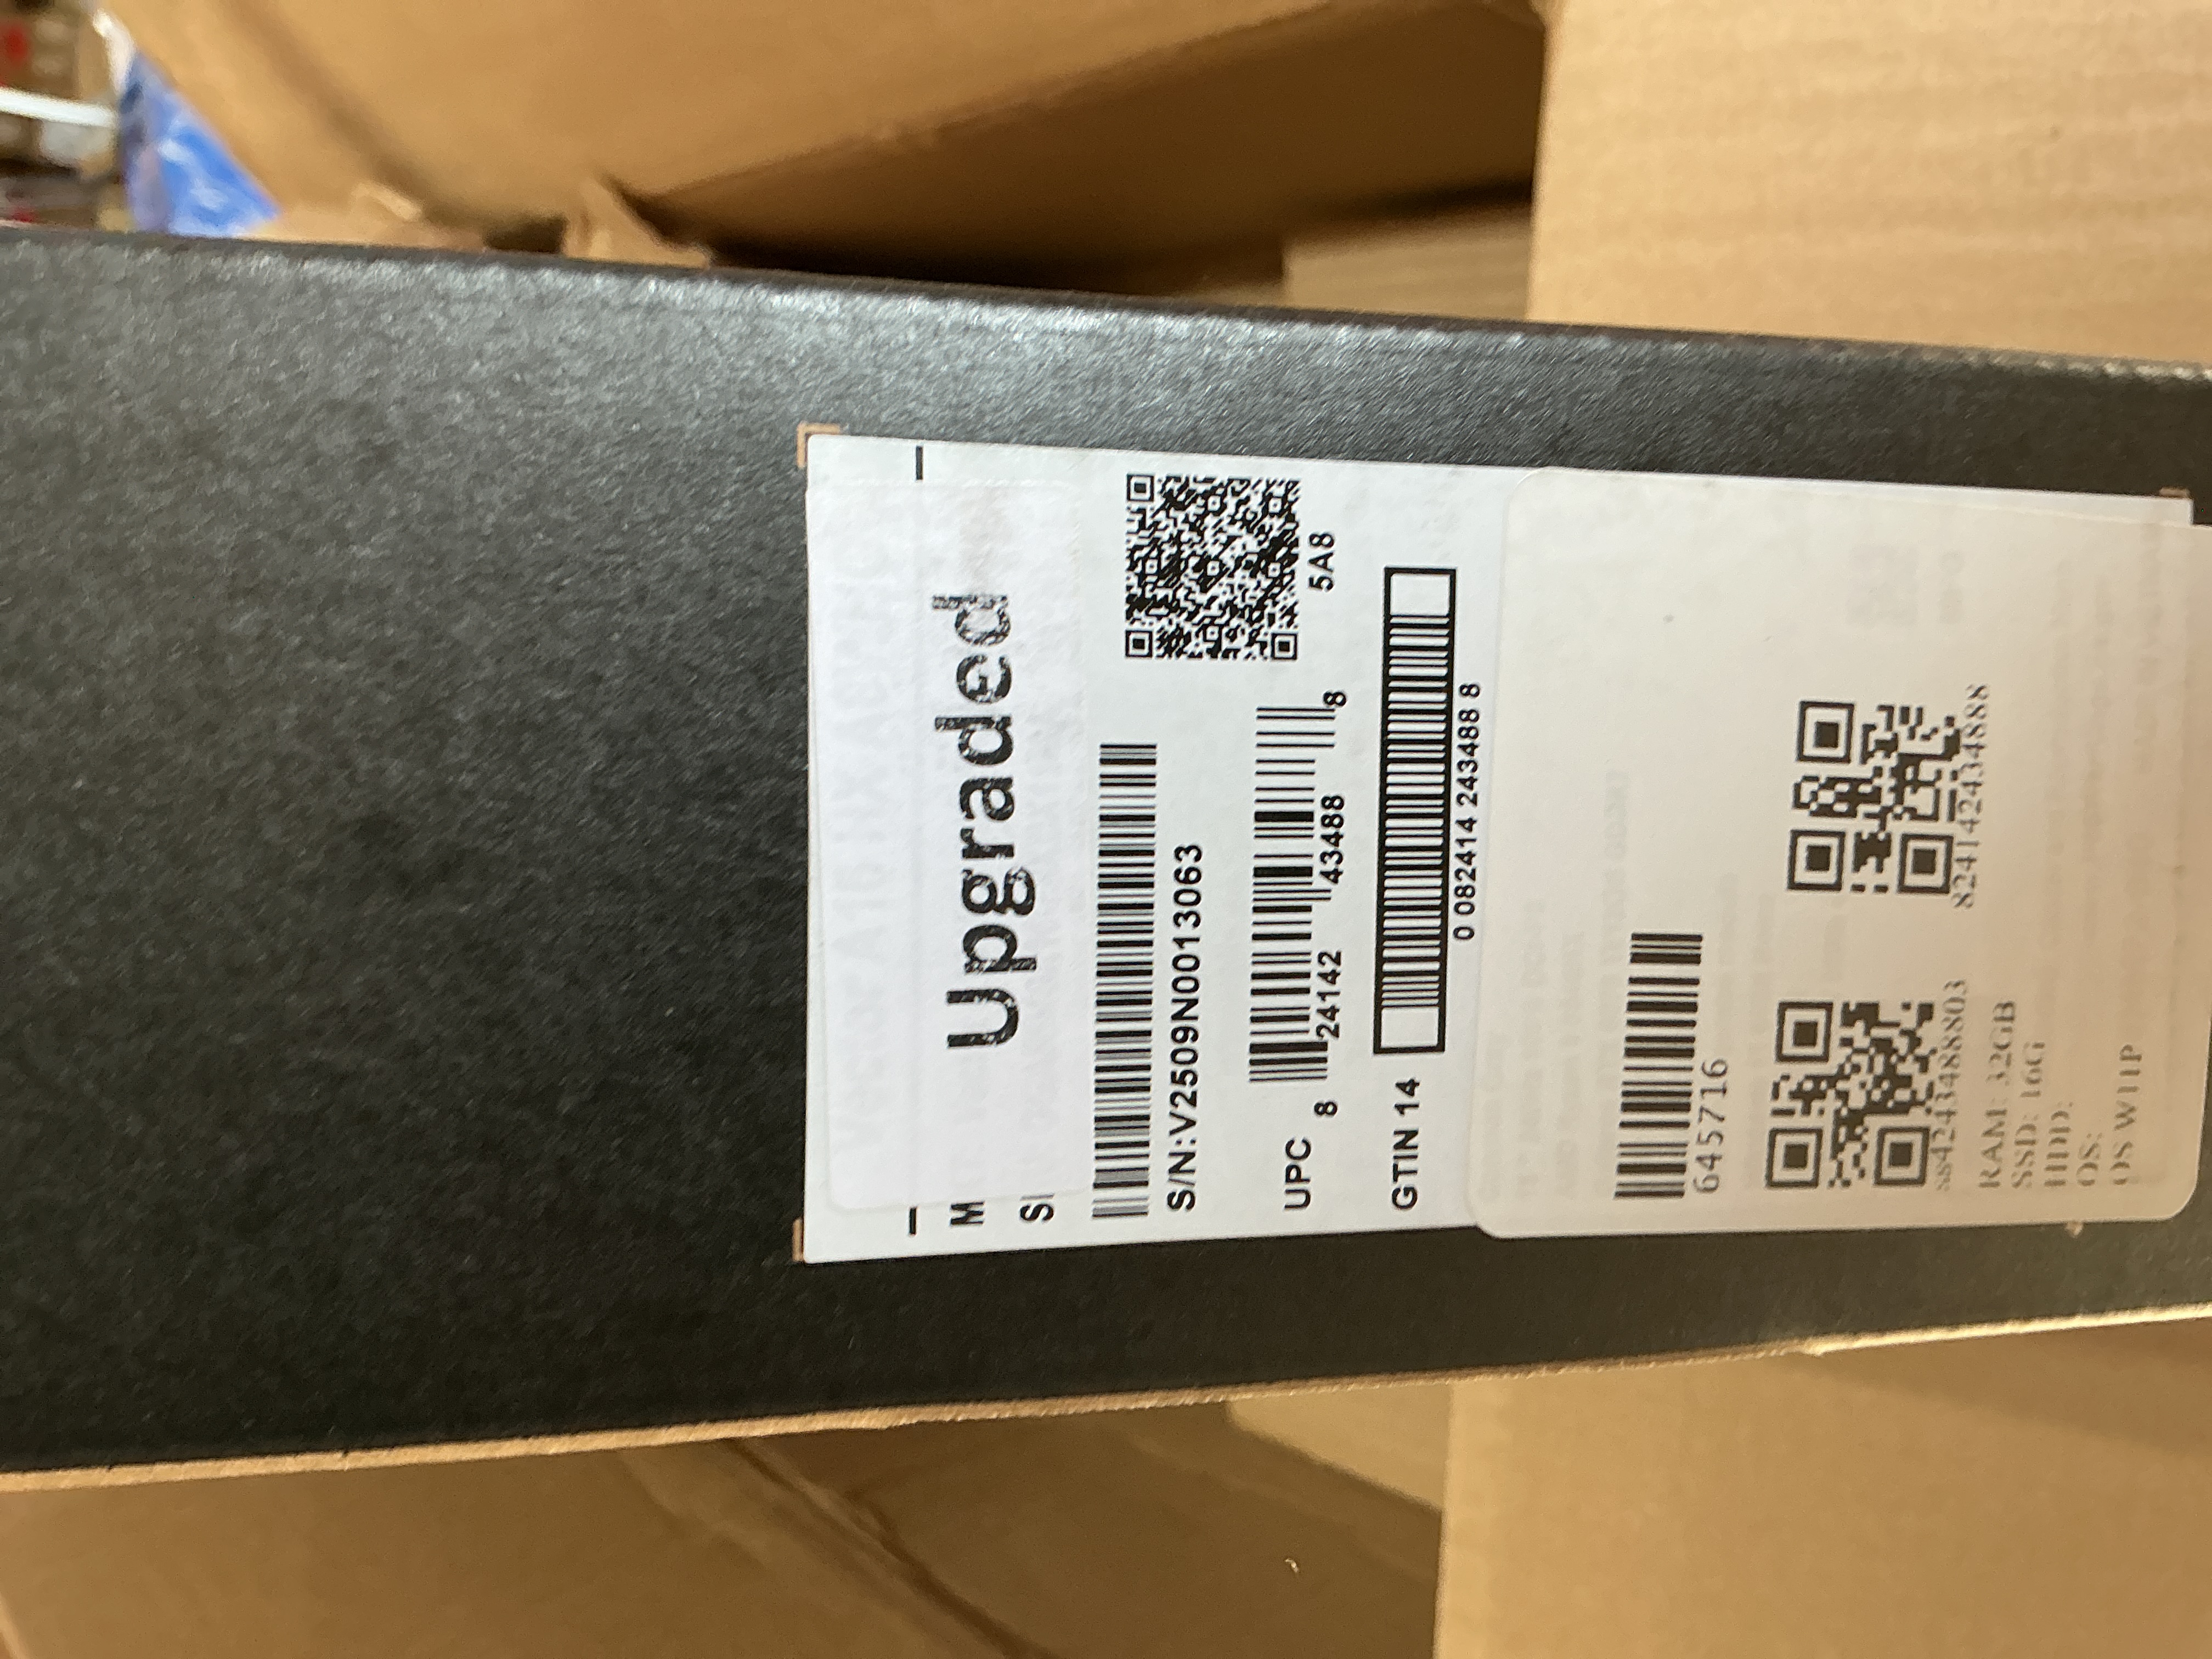 Upgraded
M
S
S/N:V2509N0013063
5A8
UPC
8 24142 43488 8
GTIN 14
0 082414 243488 8
645716
824142434888
ss4243488803
RAM: 32GB
SSD: 16G
HDD:
OS:
OS W11P